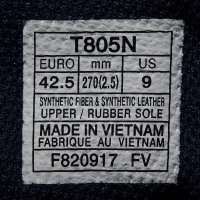 T805N
EURO mm US
42.5 270(2.5) 9
SYNTHETIC FIBER & SYNTHETIC LEATHER
UPPER / RUBBER SOLE
MADE IN VIETNAM
FABRIQUE AU VIETNAM
F820917 FV